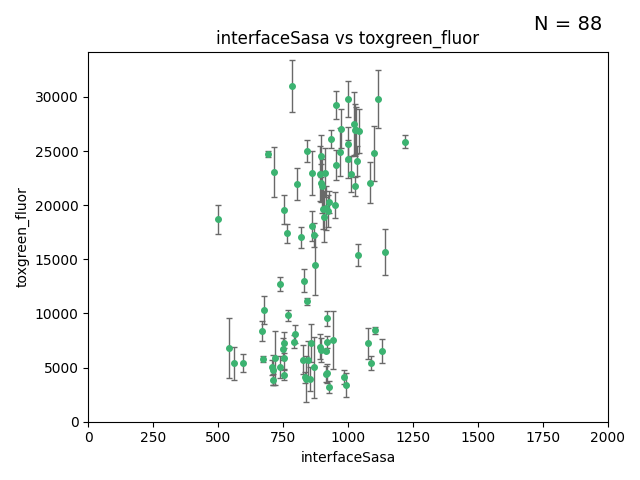 N = 88
interfaceSasa vs toxgreen_fluor
30000
25000
20000
15000
10000
5000
0
toxgreen_fluor
0 250 500 750 1000 1250 1500 1750 2000
interfaceSasa